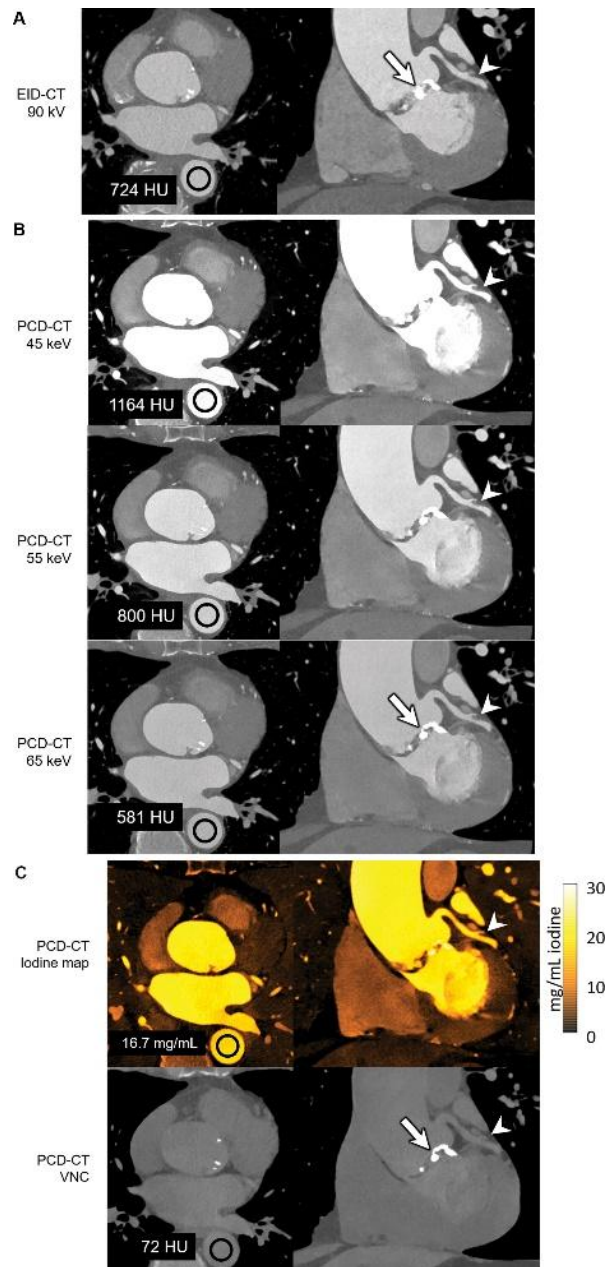 A
EID-CT
90 kV
724 HU
B
PCD-CT
45 keV
1164 HU
PCD-CT
55 keV
800 HU
PCD-CT
65 keV
581 HU
C
PCD-CT
Iodine map
16.7 mg/mL
30
20
10
0
mg/mL iodine
PCD-CT
VNC
72 HU